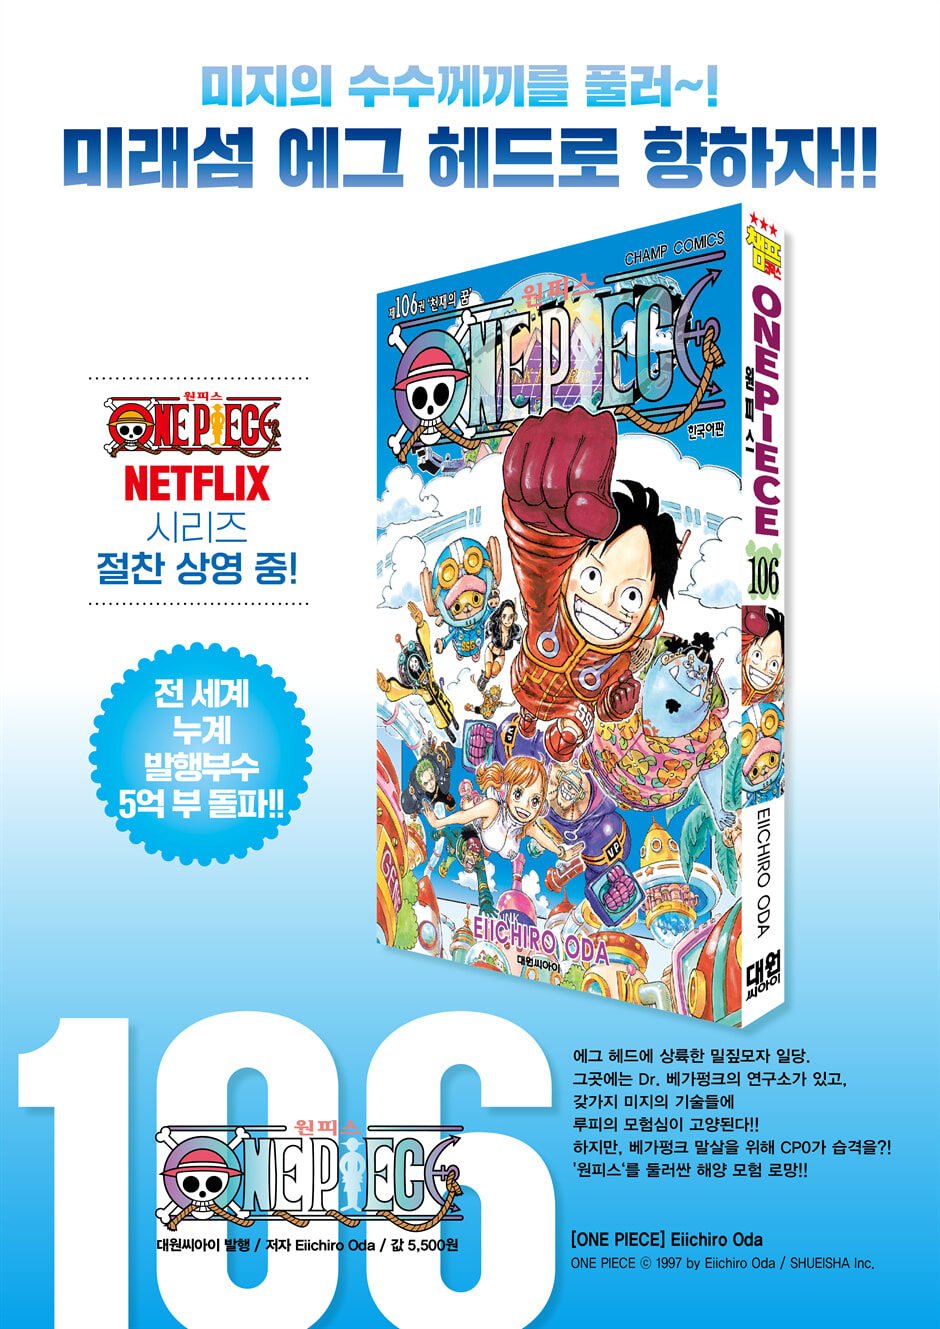 미지의 수수께끼를 풀러~!
미래섬 에그 헤드로 향하자!!
원피스
ONE PIECE
NETFLIX
시리즈
절찬 상영 중!
전 세계
누계
발행부수
5억 부 돌파!!
CHAMP COMICS
제106권 '천재의 꿈'
원피스
ONE PIECE
한국어판
EIICHIRO ODA
대원씨아이
챔프
코믹스
ONE PIECE
원피스
106
EIICHIRO ODA
대원
씨아이
106
원피스
ONE PIECE
대원씨아이 발행 / 저자 Eiichiro Oda / 값 5,500원
에그 헤드에 상륙한 밀짚모자 일당.
그곳에는 Dr. 베가펑크의 연구소가 있고,
갖가지 미지의 기술들에
루피의 모험심이 고양된다!!
하지만, 베가펑크 말살을 위해 CP0가 습격을?!
'원피스'를 둘러싼 해양 모험 로망!!
[ONE PIECE] Eiichiro Oda
ONE PIECE © 1997 by Eiichiro Oda / SHUEISHA Inc.